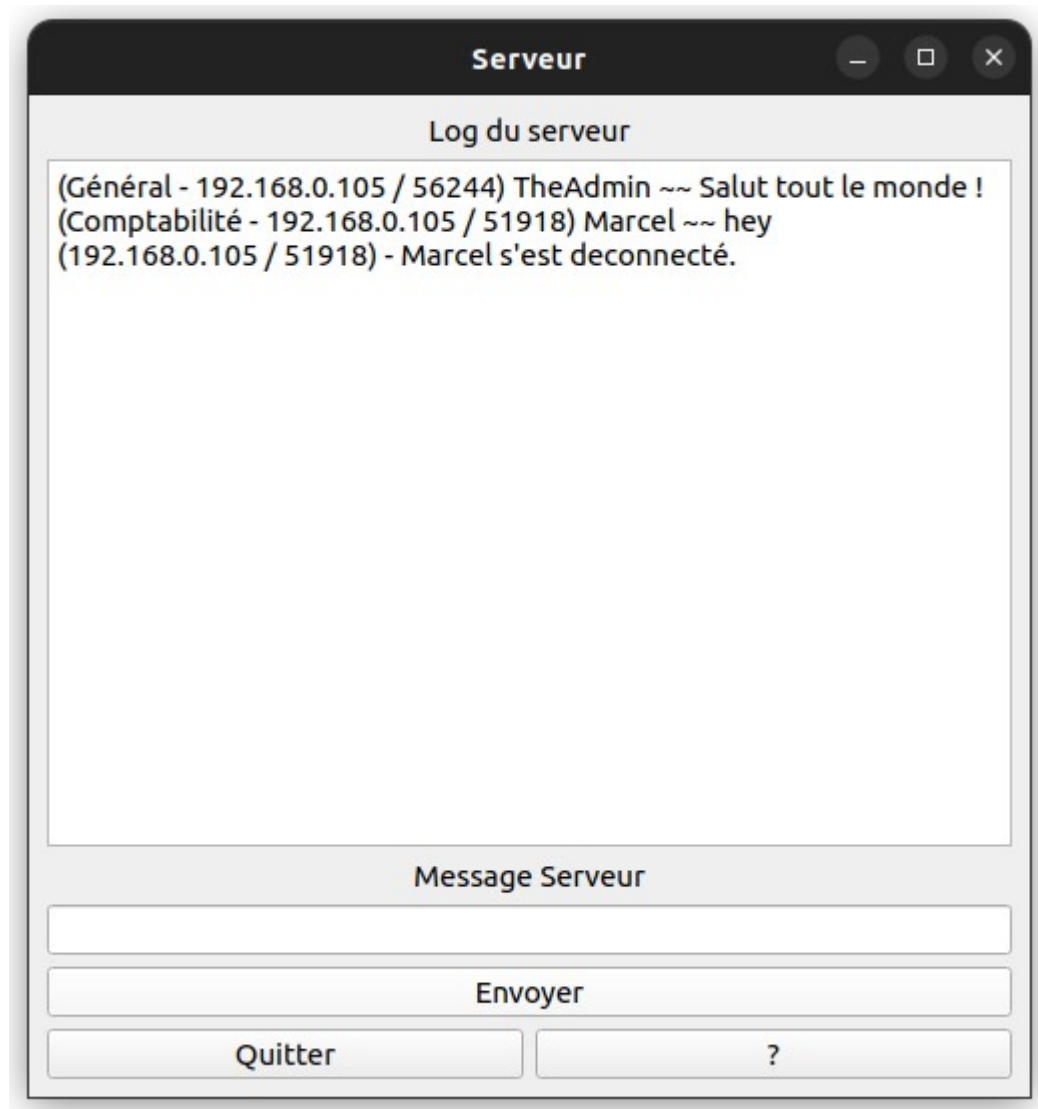 Serveur
Log du serveur
(Général - 192.168.0.105 / 56244) TheAdmin ~~ Salut tout le monde !
(Comptabilité - 192.168.0.105 / 51918) Marcel ~~ hey
(192.168.0.105 / 51918) - Marcel s'est deconnecté.
Message Serveur
Envoyer
Quitter ?